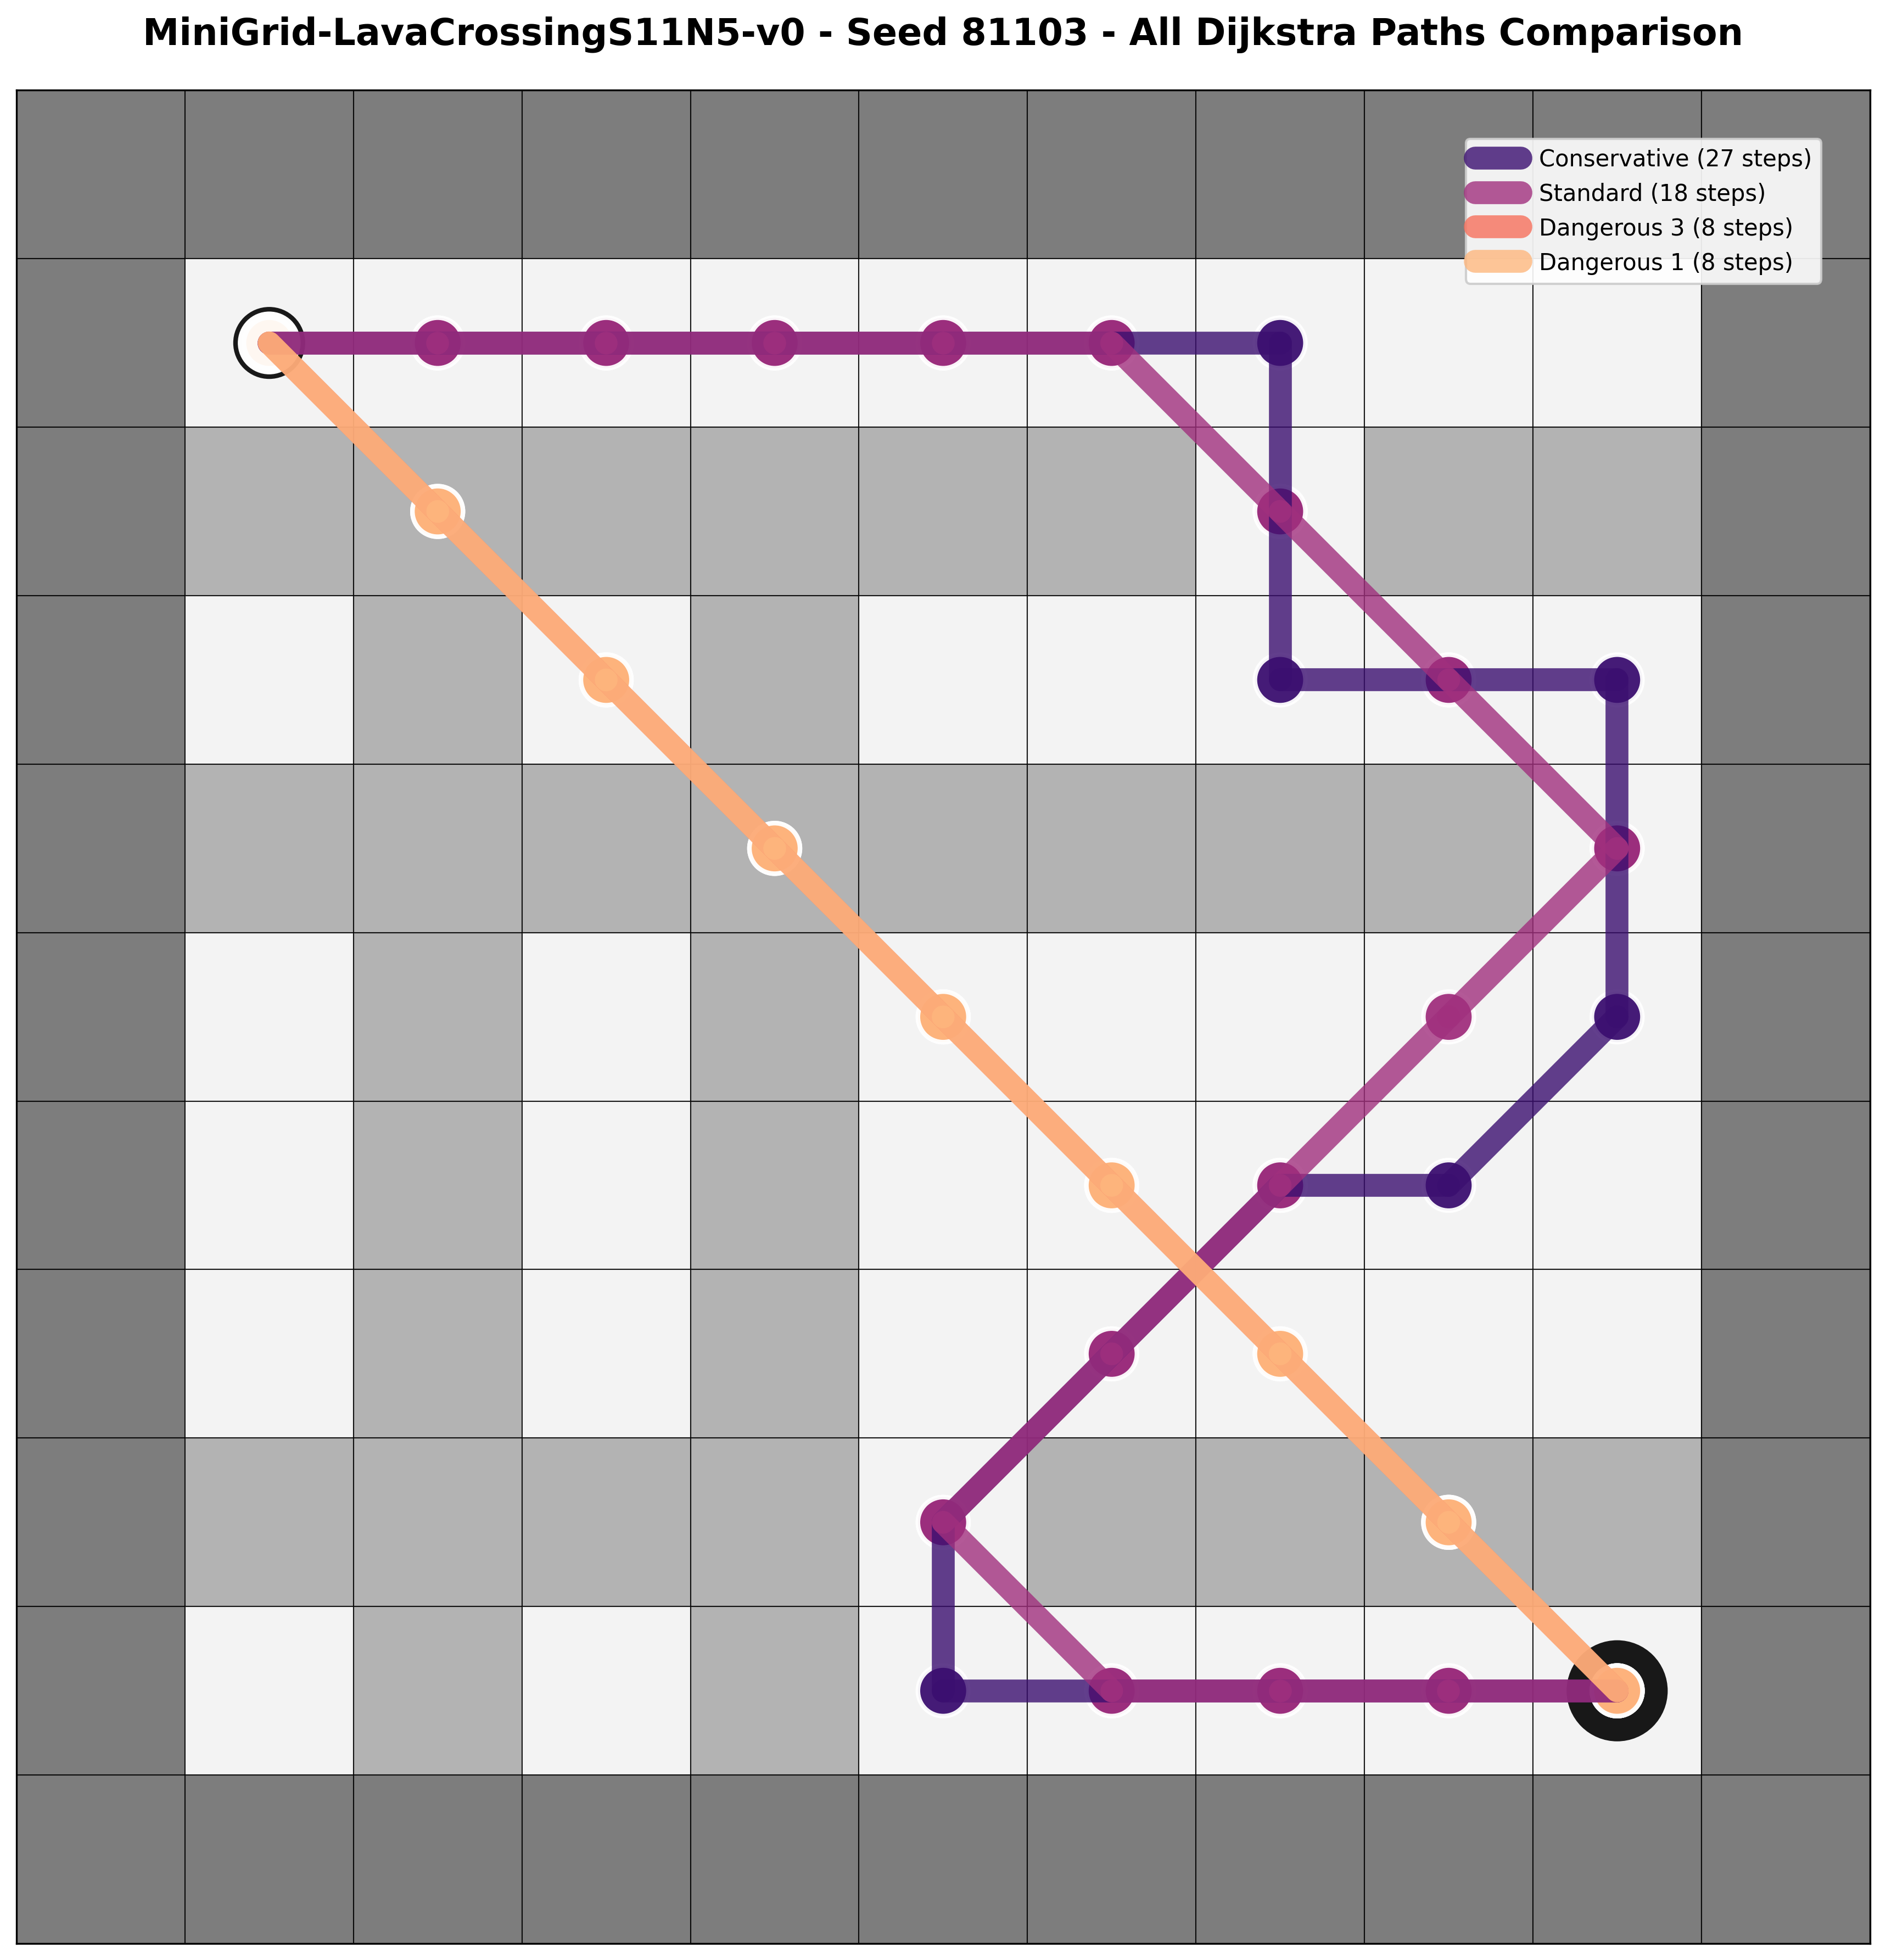 MiniGrid-LavaCrossingS11N5-v0 - Seed 81103 - All Dijkstra Paths Comparison
Conservative (27 steps)
Standard (18 steps)
Dangerous 3 (8 steps)
Dangerous 1 (8 steps)